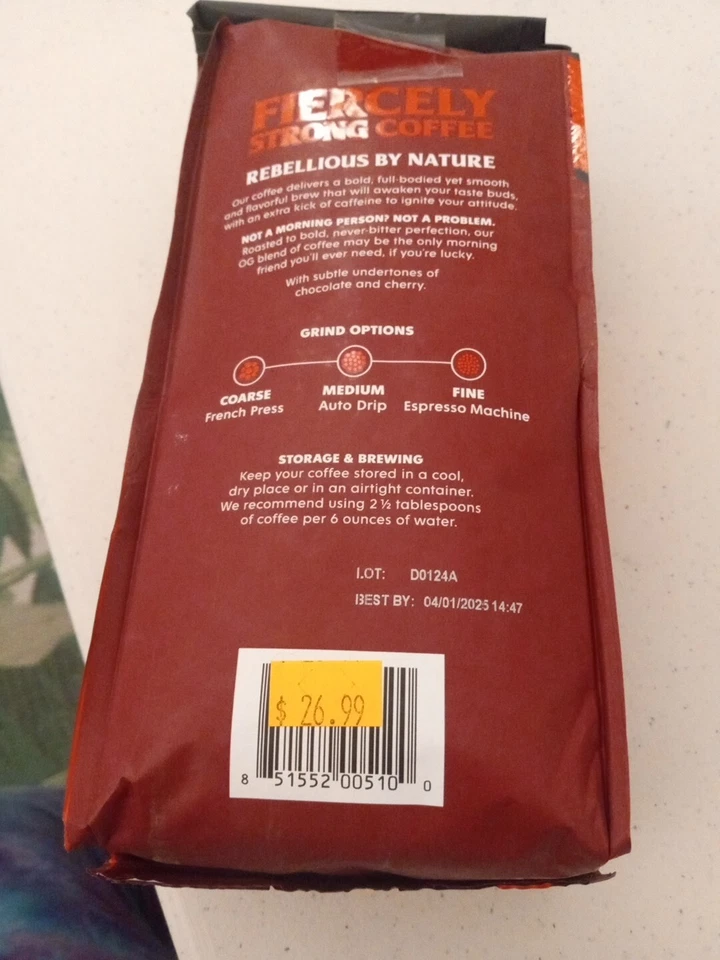 FIERCELY
STRONG COFFEE
REBELLIOUS BY NATURE
Our coffee delivers a bold, full-bodied yet smooth
and flavorful brew that will awaken your taste buds,
with an extra kick of caffeine to ignite your attitude.
NOT A MORNING PERSON? NOT A PROBLEM.
Roasted to bold, never-bitter perfection, our
OG blend of coffee may be the only morning
friend you'll ever need, if you're lucky.
With subtle undertones of
chocolate and cherry.
GRIND OPTIONS
COARSE MEDIUM FINE
French Press Auto Drip Espresso Machine
STORAGE & BREWING
Keep your coffee stored in a cool,
dry place or in an airtight container.
We recommend using 2 ½ tablespoons
of coffee per 6 ounces of water.
LOT: D0124A
BEST BY: 04/01/2025 14:47
$ 26.99
8 51552 00510 0